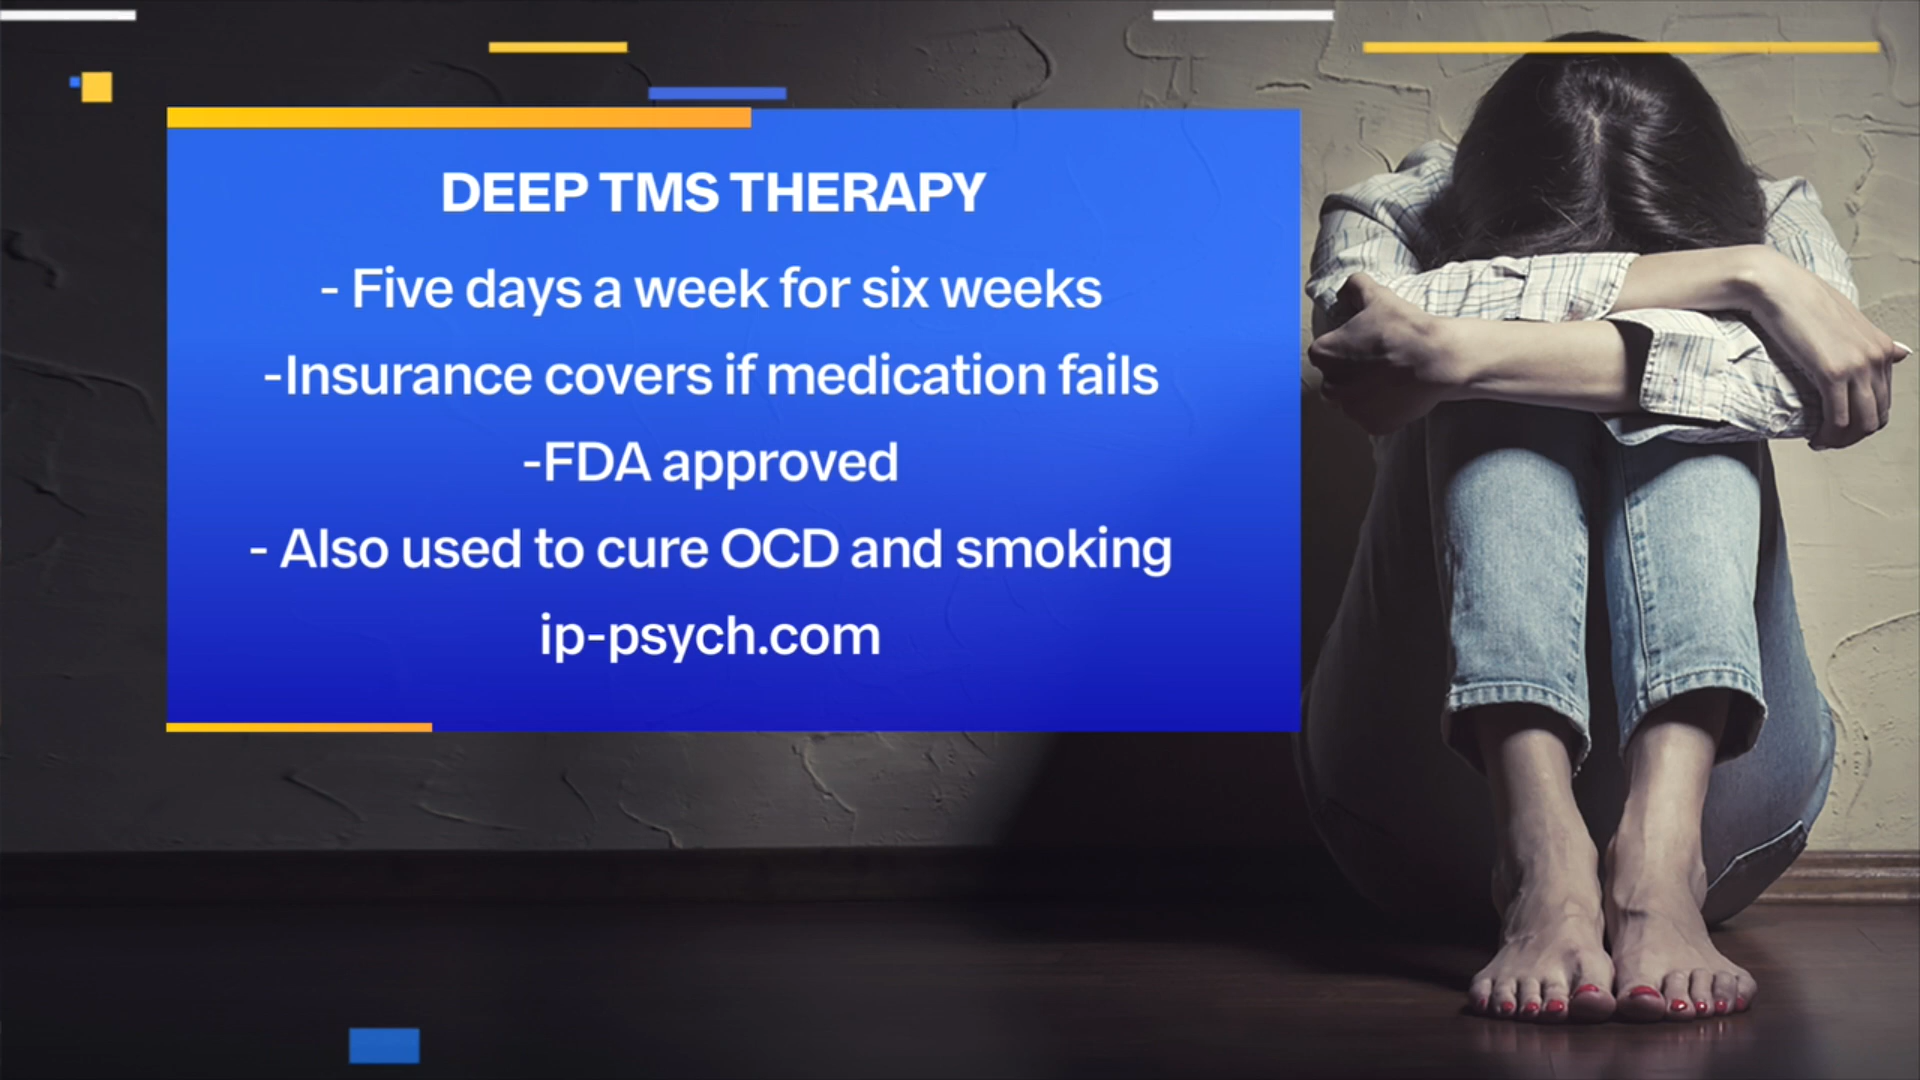 DEEP TMS THERAPY
- Five days a week for six weeks
-Insurance covers if medication fails
-FDA approved
- Also used to cure OCD and smoking
ip-psych.com